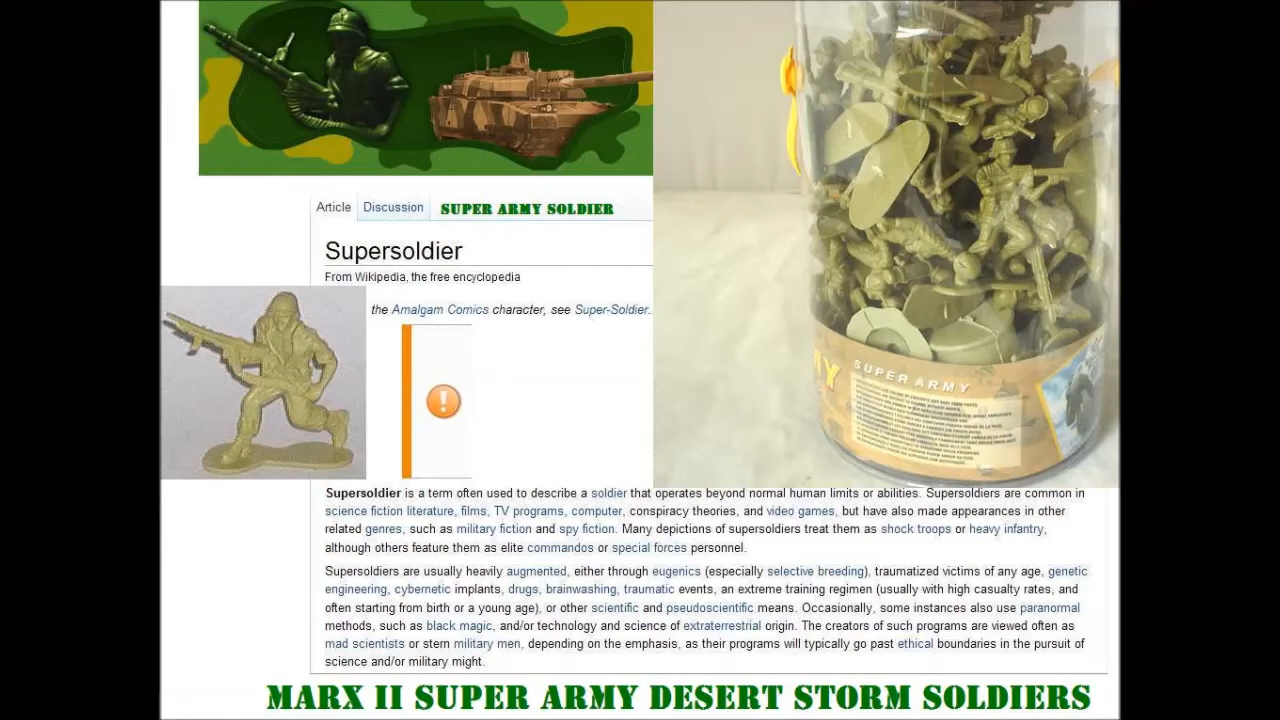 Article Discussion SUPER ARMY SOLDIER
Supersoldier
From Wikipedia, the free encyclopedia
the Amalgam Comics character, see Super-Soldier.
MY
SUPER ARMY
Supersoldier is a term often used to describe a soldier that operates beyond normal human limits or abilities. Supersoldiers are common in
science fiction literature, films, TV programs, computer, conspiracy theories, and video games, but have also made appearances in other
related genres, such as military fiction and spy fiction. Many depictions of supersoldiers treat them as shock troops or heavy infantry,
although others feature them as elite commandos or special forces personnel.
Supersoldiers are usually heavily augmented, either through eugenics (especially selective breeding), traumatized victims of any age, genetic
engineering, cybernetic implants, drugs, brainwashing, traumatic events, an extreme training regimen (usually with high casualty rates, and
often starting from birth or a young age), or other scientific and pseudoscientific means. Occasionally, some instances also use paranormal
methods, such as black magic, and/or technology and science of extraterrestrial origin. The creators of such programs are viewed often as
mad scientists or stern military men, depending on the emphasis, as their programs will typically go past ethical boundaries in the pursuit of
science and/or military might.
MARX II SUPER ARMY DESERT STORM SOLDIERS